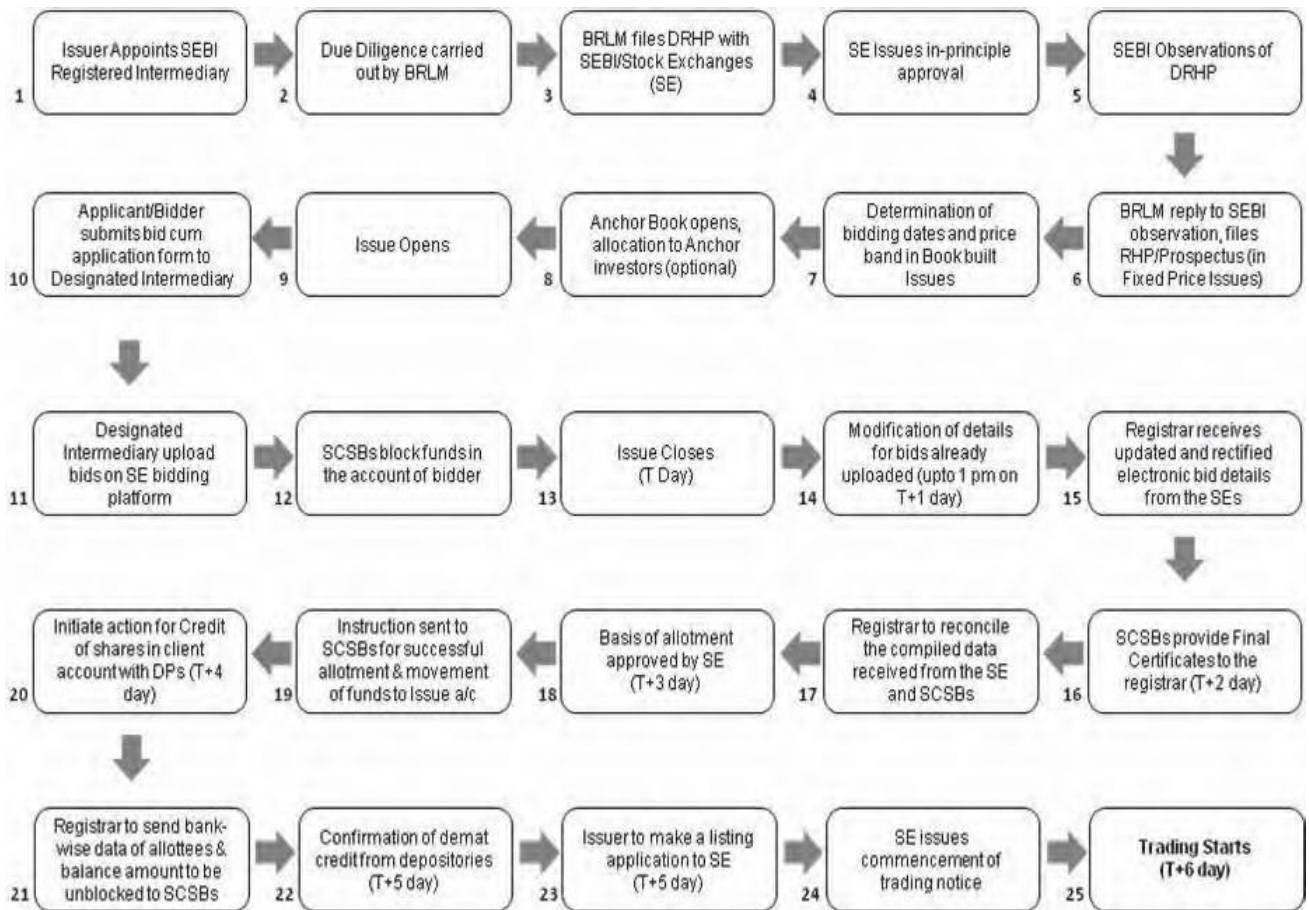 1
Issuer Appoints SEBI
Registered Intermediary
2
Due Diligence carried
out by BRLM
3
BRLM files DRHP with
SEBI/Stock Exchanges
(SE)
4
SE Issues in-principle
approval
5
SEBI Observations of
DRHP
6
BRLM reply to SEBI
observation, files
RHP/Prospectus (in
Fixed Price Issues)
7
Determination of
bidding dates and price
band in Book built
Issues
8
Anchor Book opens,
allocation to Anchor
investors (optional)
9
Issue Opens
10
Applicant/Bidder
submits bid cum
application form to
Designated Intermediary
11
Designated
Intermediary upload
bids on SE bidding
platform
12
SCSBs block funds in
the account of bidder
13
Issue Closes
(T Day)
14
Modification of details
for bids already
uploaded (upto 1 pm on
T+1 day)
15
Registrar receives
updated and rectified
electronic bid details
from the SEs
16
SCSBs provide Final
Certificates to the
registrar (T+2 day)
17
Registrar to reconcile
the compiled data
received from the SE
and SCSBs
18
Basis of allotment
approved by SE
(T+3 day)
19
Instruction sent to
SCSBs for successful
allotment & movement
of funds to Issue a/c
20
Initiate action for Credit
of shares in client
account with DPs (T+4
day)
21
Registrar to send bank-
wise data of allottees &
balance amount to be
unblocked to SCSBs
22
Confirmation of demat
credit from depositories
(T+5 day)
23
Issuer to make a listing
application to SE
(T+5 day)
24
SE issues
commencement of
trading notice
25
Trading Starts
(T+6 day)